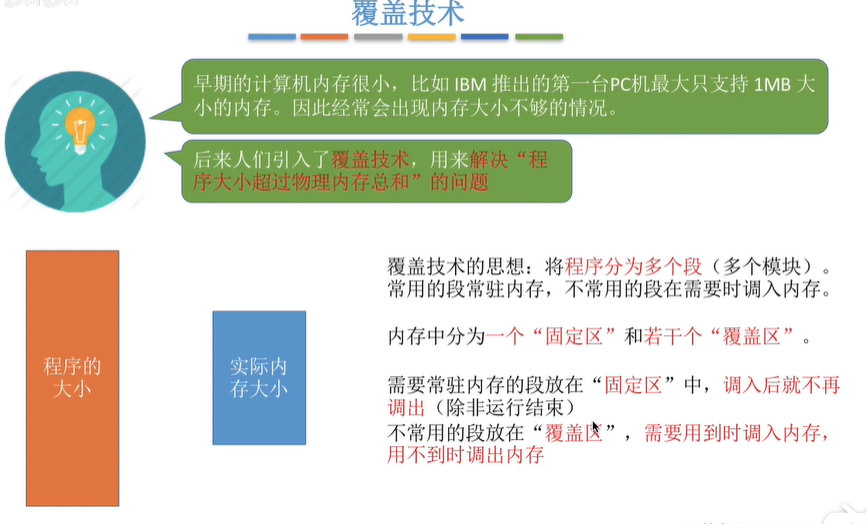 覆盖技术
早期的计算机内存很小，比如 IBM 推出的第一台PC机最大只支持 1MB 大
小的内存。因此经常会出现内存大小不够的情况。
后来人们引入了覆盖技术，用来解决“程
序大小超过物理内存总和”的问题
覆盖技术的思想：将程序分为多个段（多个模块）。
常用的段常驻内存，不常用的段在需要时调入内存。
内存中分为一个“固定区”和若干个“覆盖区”。
需要常驻内存的段放在“固定区”中，调入后就不再
调出（除非运行结束）
不常用的段放在“覆盖区”，需要用到时调入内存，
用不到时调出内存
程序的
大小
实际内
存大小